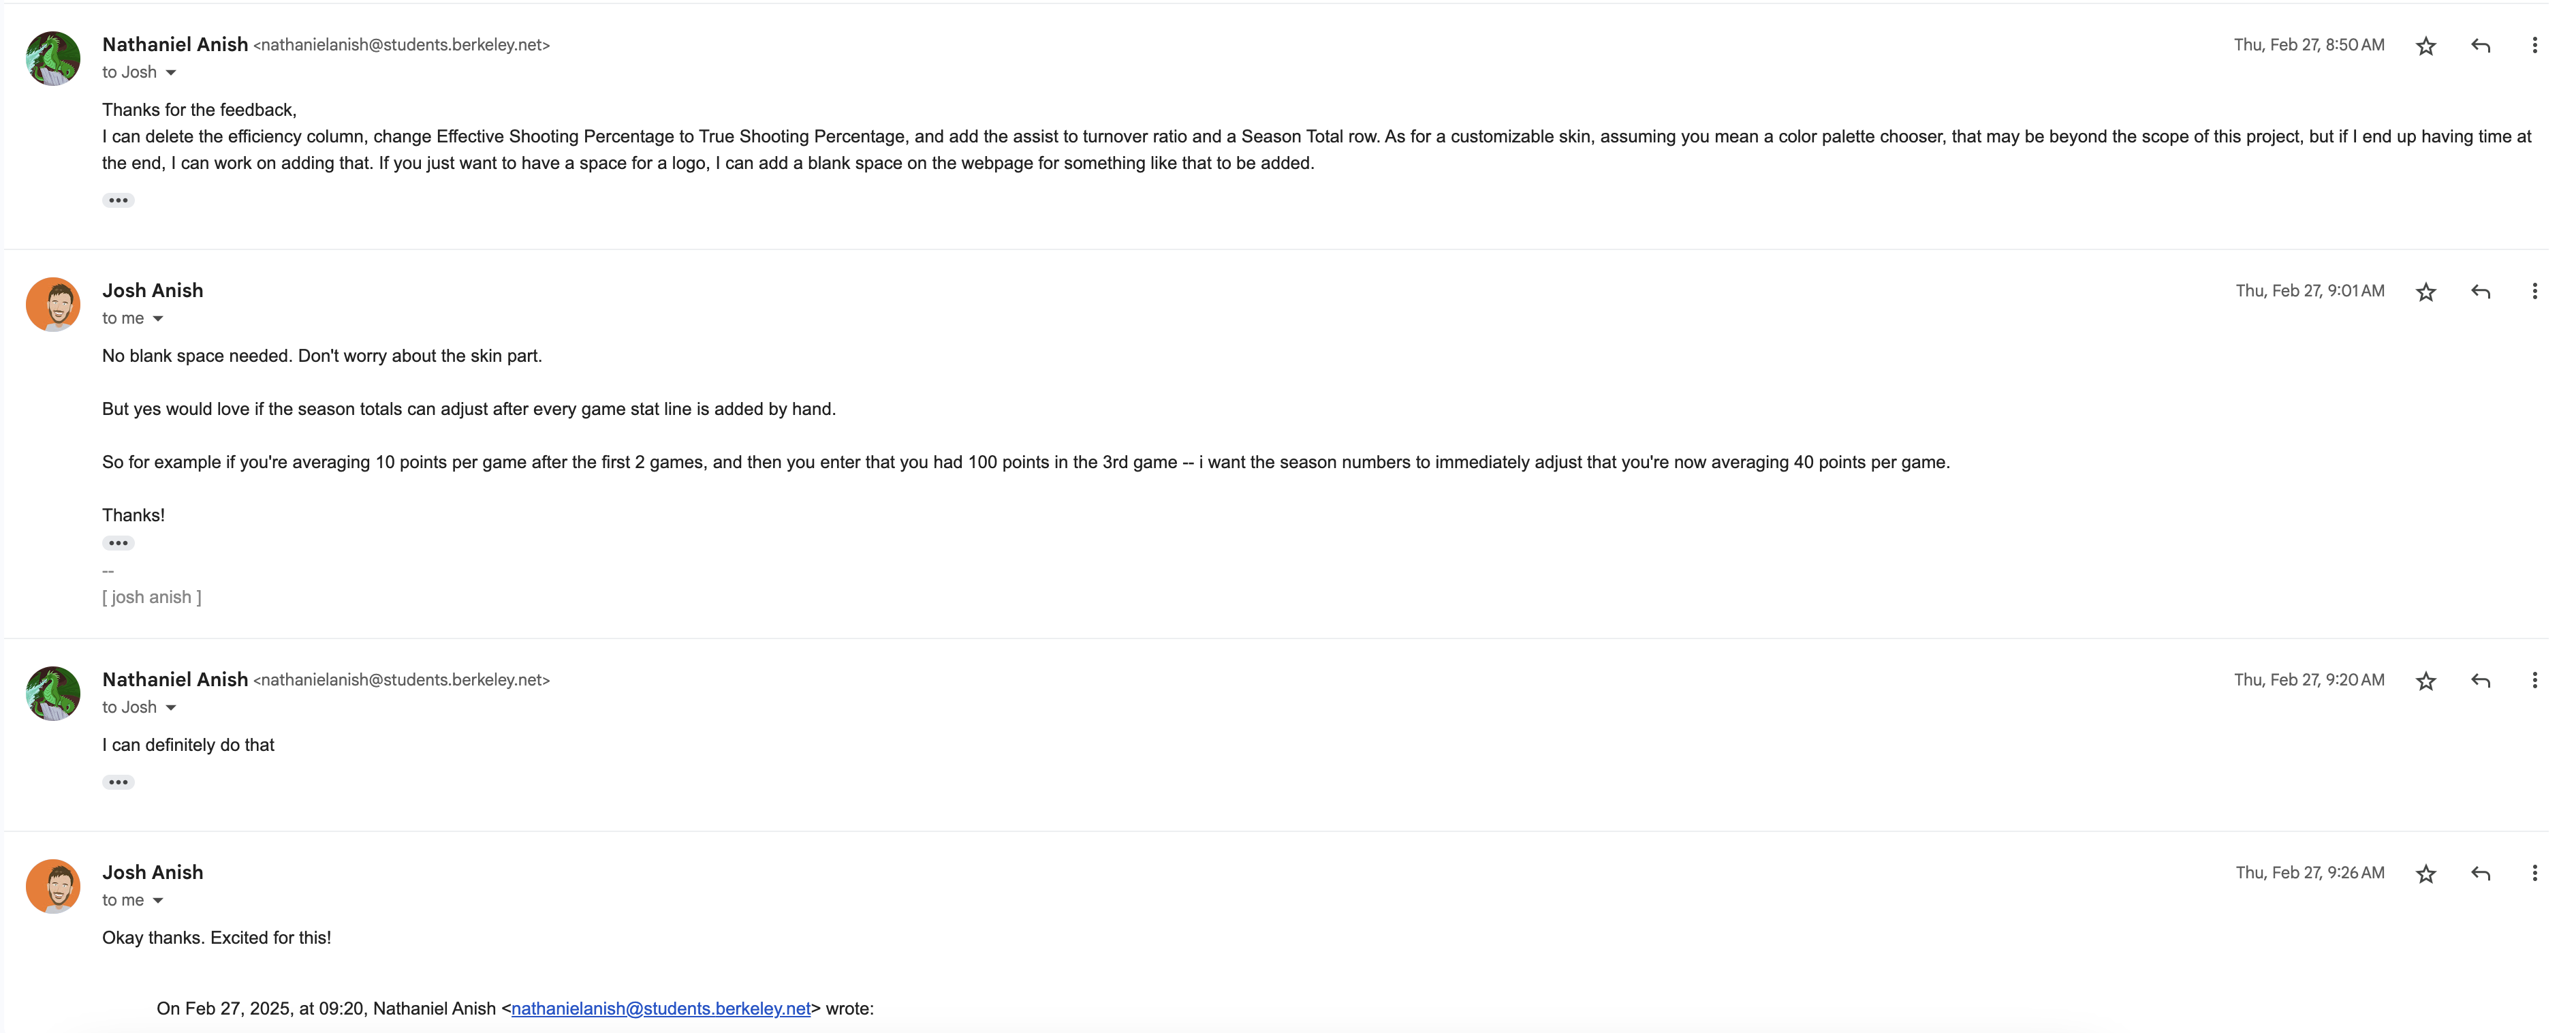 Nathaniel Anish <nathanielanish@students.berkeley.net>
Thu, Feb 27, 8:50 AM
to Josh
Thanks for the feedback,
I can delete the efficiency column, change Effective Shooting Percentage to True Shooting Percentage, and add the assist to turnover ratio and a Season Total row. As for a customizable skin, assuming you mean a color palette chooser, that may be beyond the scope of this project, but if I end up having time at
the end, I can work on adding that. If you just want to have a space for a logo, I can add a blank space on the webpage for something like that to be added.
Josh Anish
Thu, Feb 27, 9:01 AM
to me
No blank space needed. Don't worry about the skin part.
But yes would love if the season totals can adjust after every game stat line is added by hand.
So for example if you're averaging 10 points per game after the first 2 games, and then you enter that you had 100 points in the 3rd game -- i want the season numbers to immediately adjust that you're now averaging 40 points per game.
Thanks!
--
[ josh anish ]
Nathaniel Anish <nathanielanish@students.berkeley.net>
Thu, Feb 27, 9:20 AM
to Josh
I can definitely do that
Josh Anish
Thu, Feb 27, 9:26 AM
to me
Okay thanks. Excited for this!
On Feb 27, 2025, at 09:20, Nathaniel Anish <nathanielanish@students.berkeley.net> wrote: